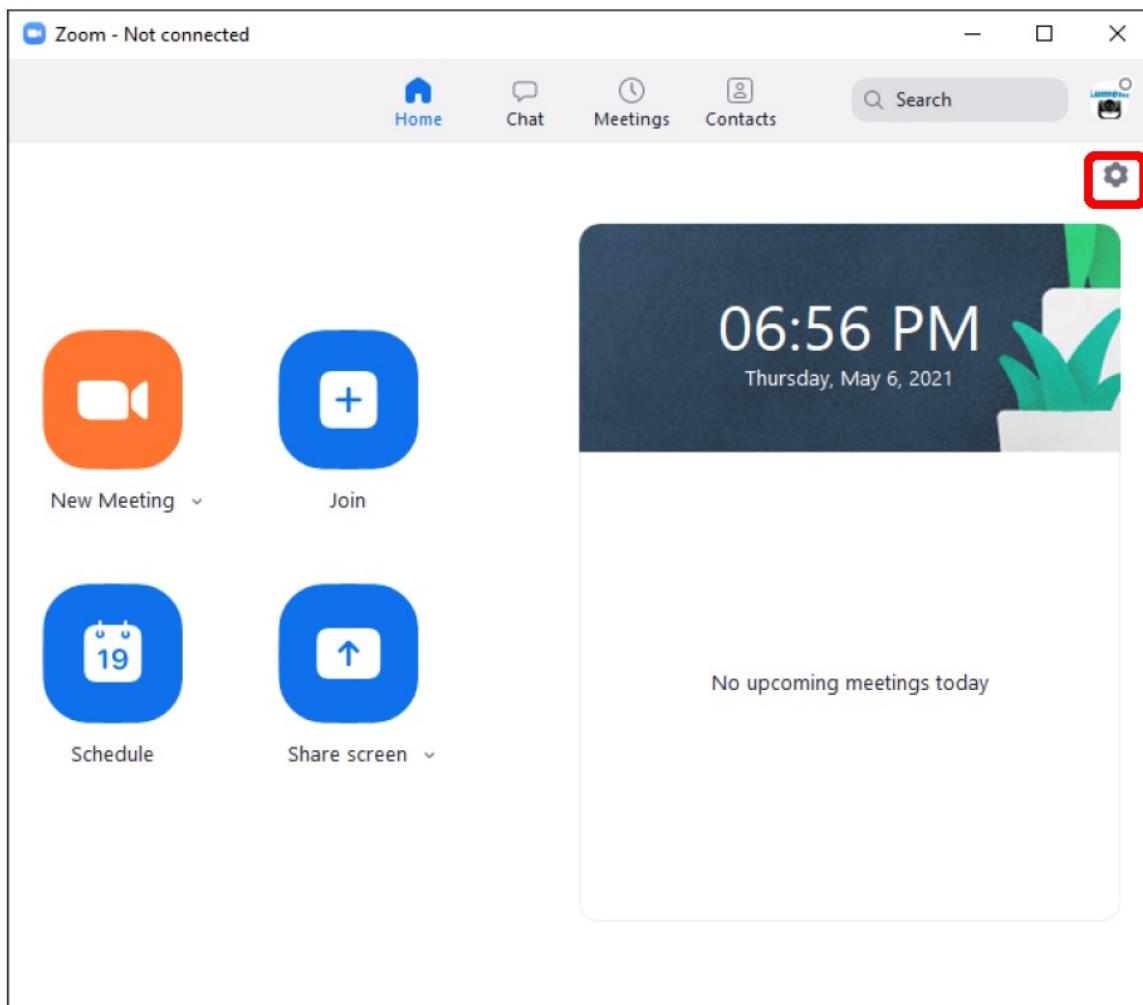 Zoom - Not connected
Home
Chat
Meetings
Contacts
Search
06:56 PM
Thursday, May 6, 2021
New Meeting
Join
19
Schedule
Share screen
No upcoming meetings today